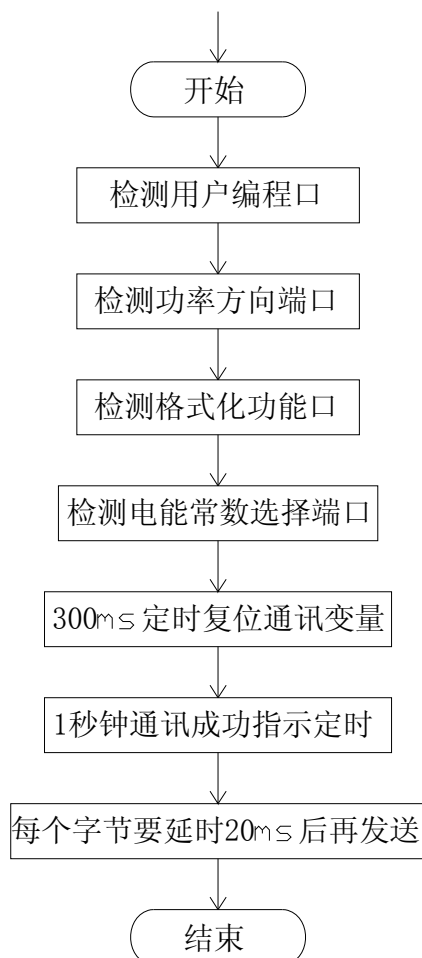 开始
检测用户编程口
检测功率方向端口
检测格式化功能口
检测电能常数选择端口
300ms定时复位通讯变量
1秒钟通讯成功指示定时
每个字节要延时20ms后再发送
结束